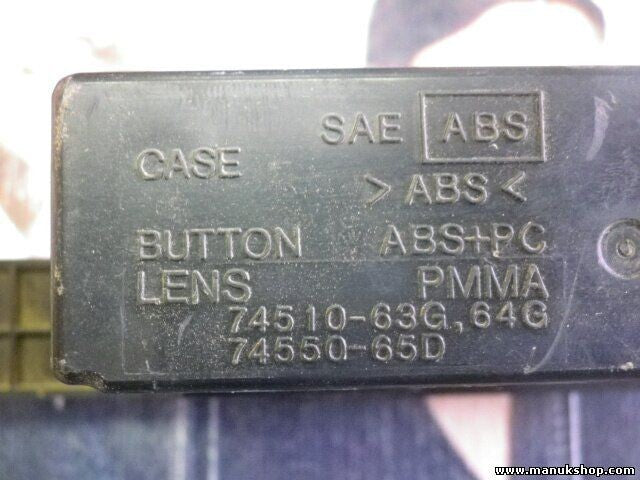 SAE ABS
CASE > ABS <
BUTTON ABS+PC
LENS PMMA
74510-63G, 64G
74550-65D
www.manukshop.com